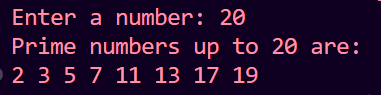 Enter a number: 20
Prime numbers up to 20 are:
2 3 5 7 11 13 17 19